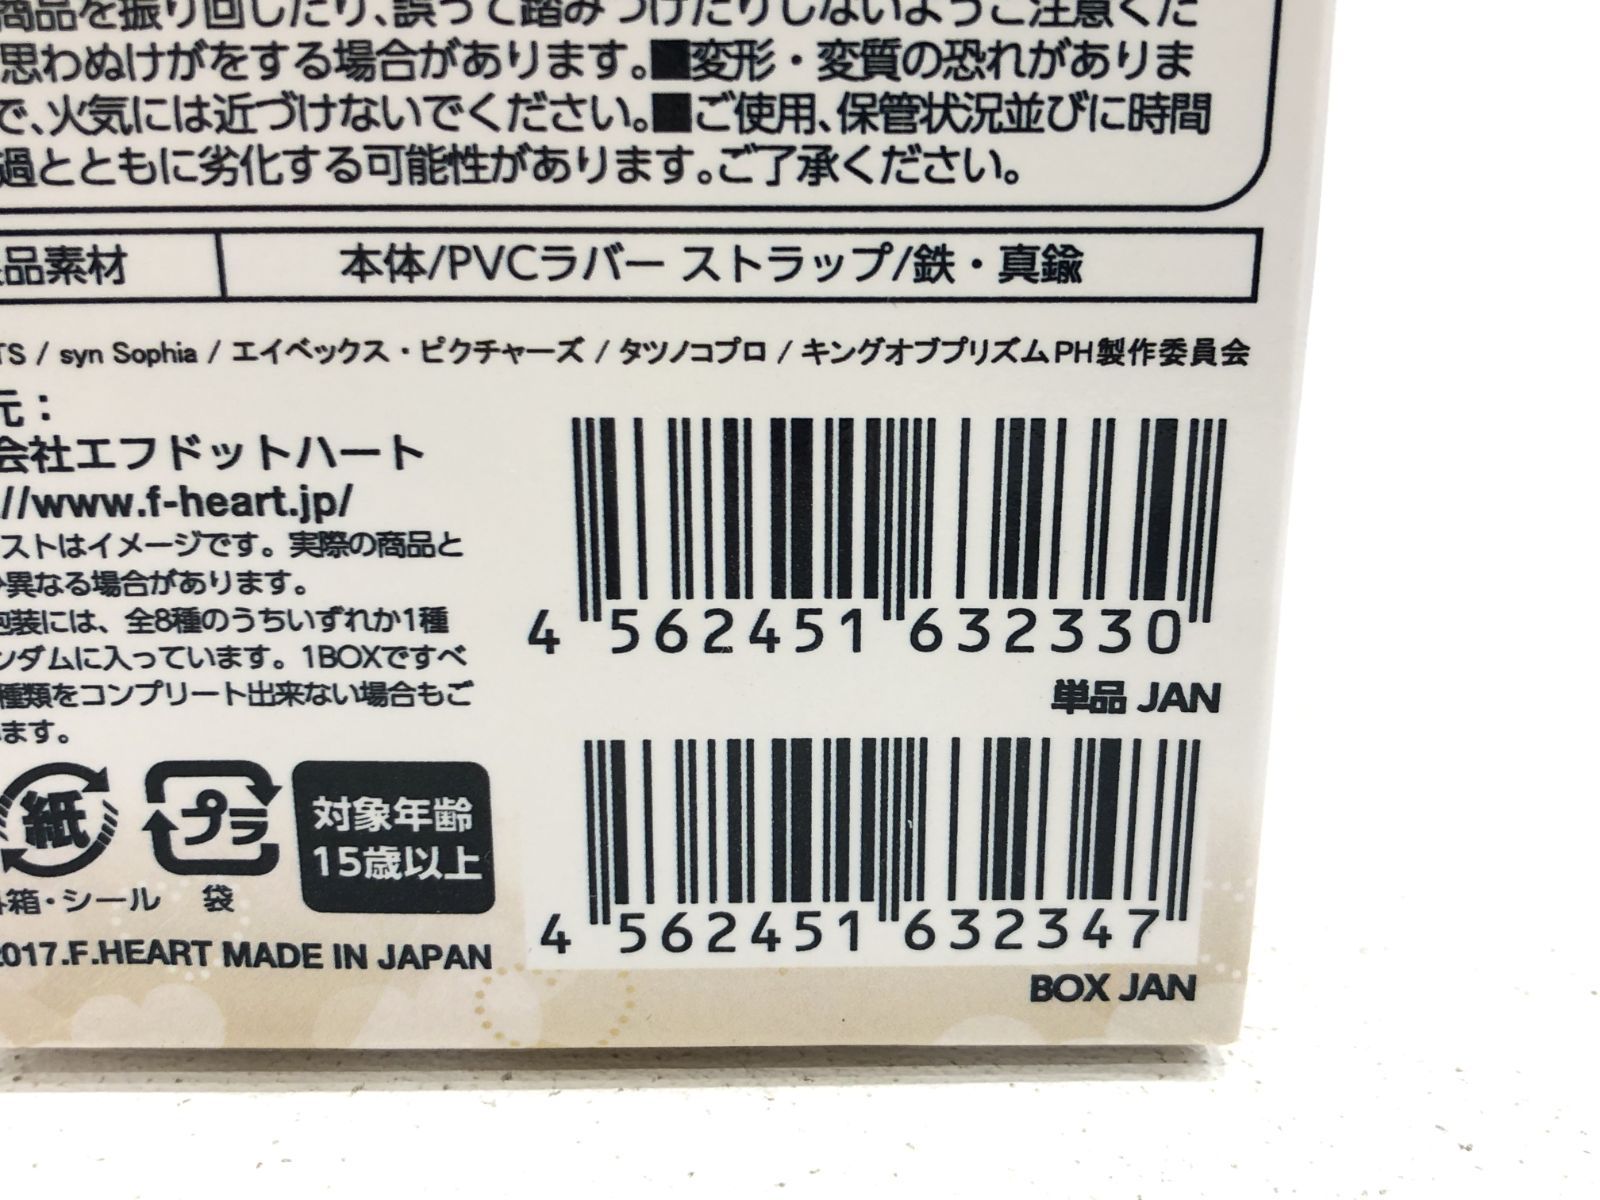 商品を振り回したり、誤って踏みつけたりしないようご注意くだ
思わぬけがをする場合があります。■変形・変質の恐れがありま
で、火気には近づけないでください。■ご使用、保管状況並びに時間
過とともに劣化する可能性があります。ご了承ください。
品素材 本体/PVCラバー ストラップ/鉄・真鍮
TS / syn Sophia / エイベックス・ピクチャーズ / タツノコプロ / キングオブプリズムPH製作委員会
元：
会社エフドットハート
//www.f-heart.jp/
ストはイメージです。実際の商品と
異なる場合があります。
包装には、全8種のうちいずれか1種
ンダムに入っています。1BOXですべ
種類をコンプリート出来ない場合もご
ます。
4 562451 632330
単品 JAN
紙 プラ 対象年齢
15歳以上
箱・シール 袋
4 562451 632347
2017.F.HEART MADE IN JAPAN
BOX JAN